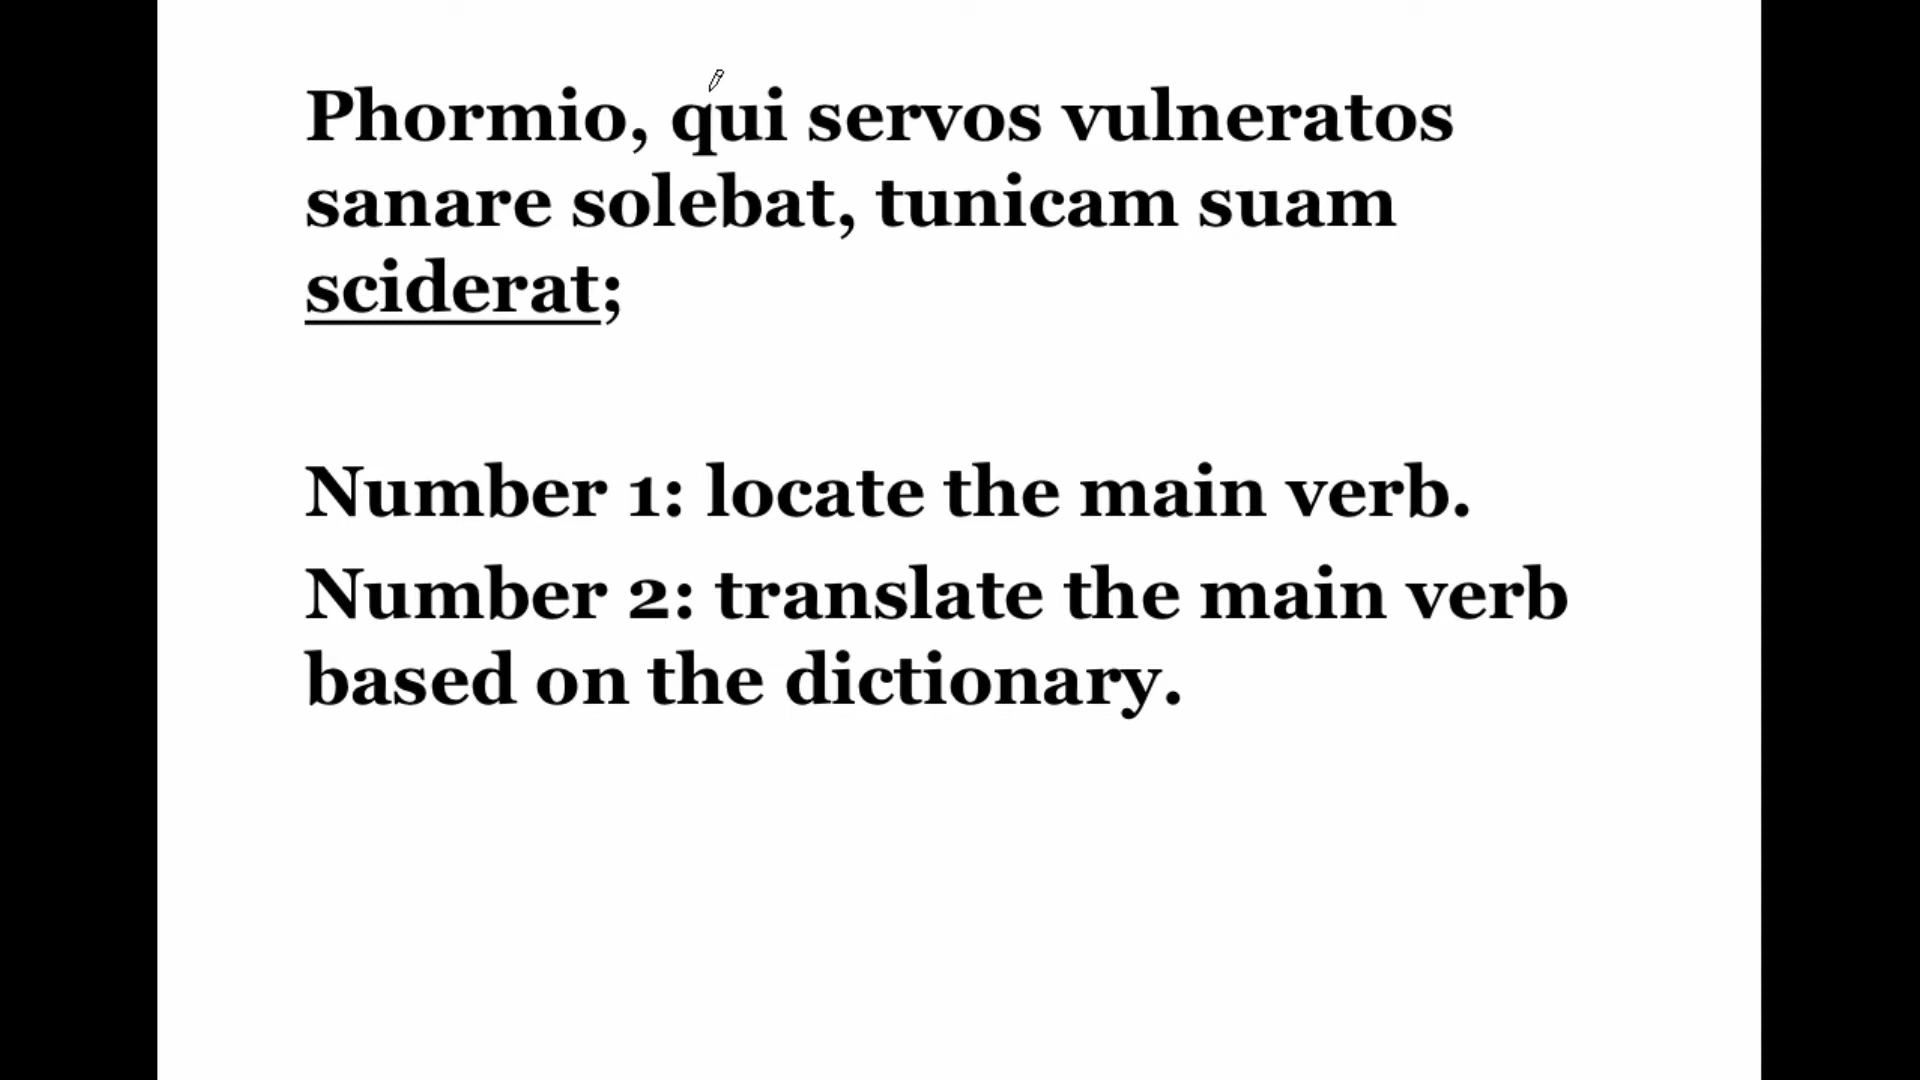 Phormio, qui servos vulneratos
sanare solebat, tunicam suam
sciderat;
Number 1: locate the main verb.
Number 2: translate the main verb
based on the dictionary.